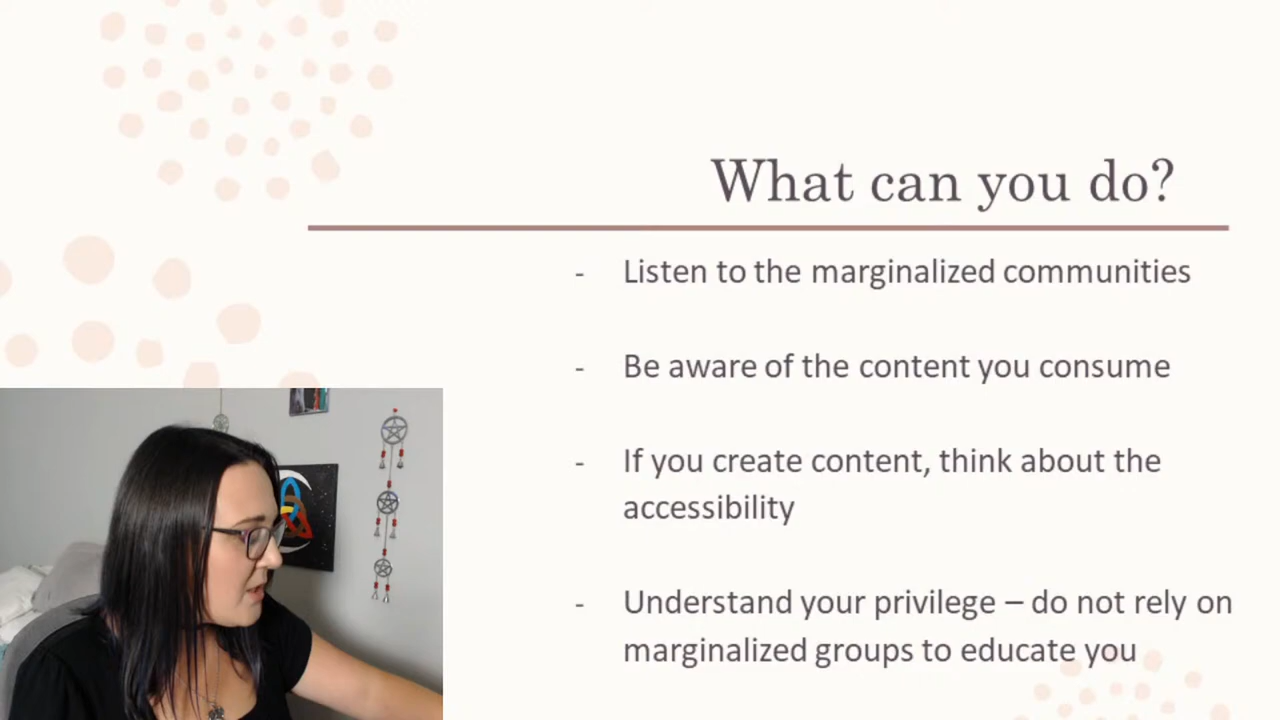 What can you do?
- Listen to the marginalized communities
- Be aware of the content you consume
- If you create content, think about the
accessibility
- Understand your privilege – do not rely on
marginalized groups to educate you